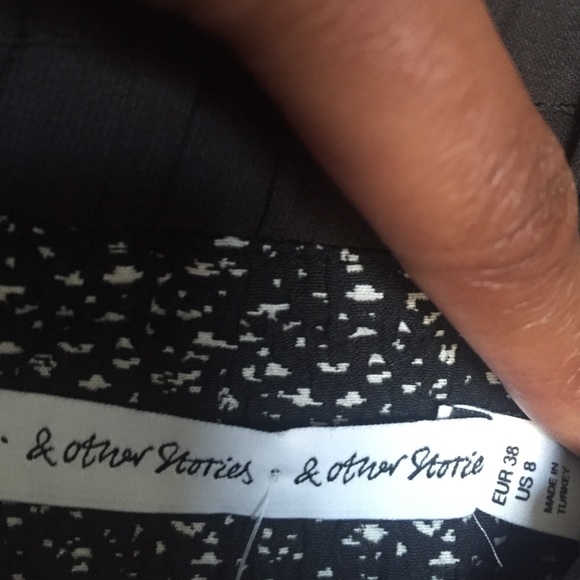 & other Stories · & other Storie
EUR 38
US 8
MADE IN
TURKEY